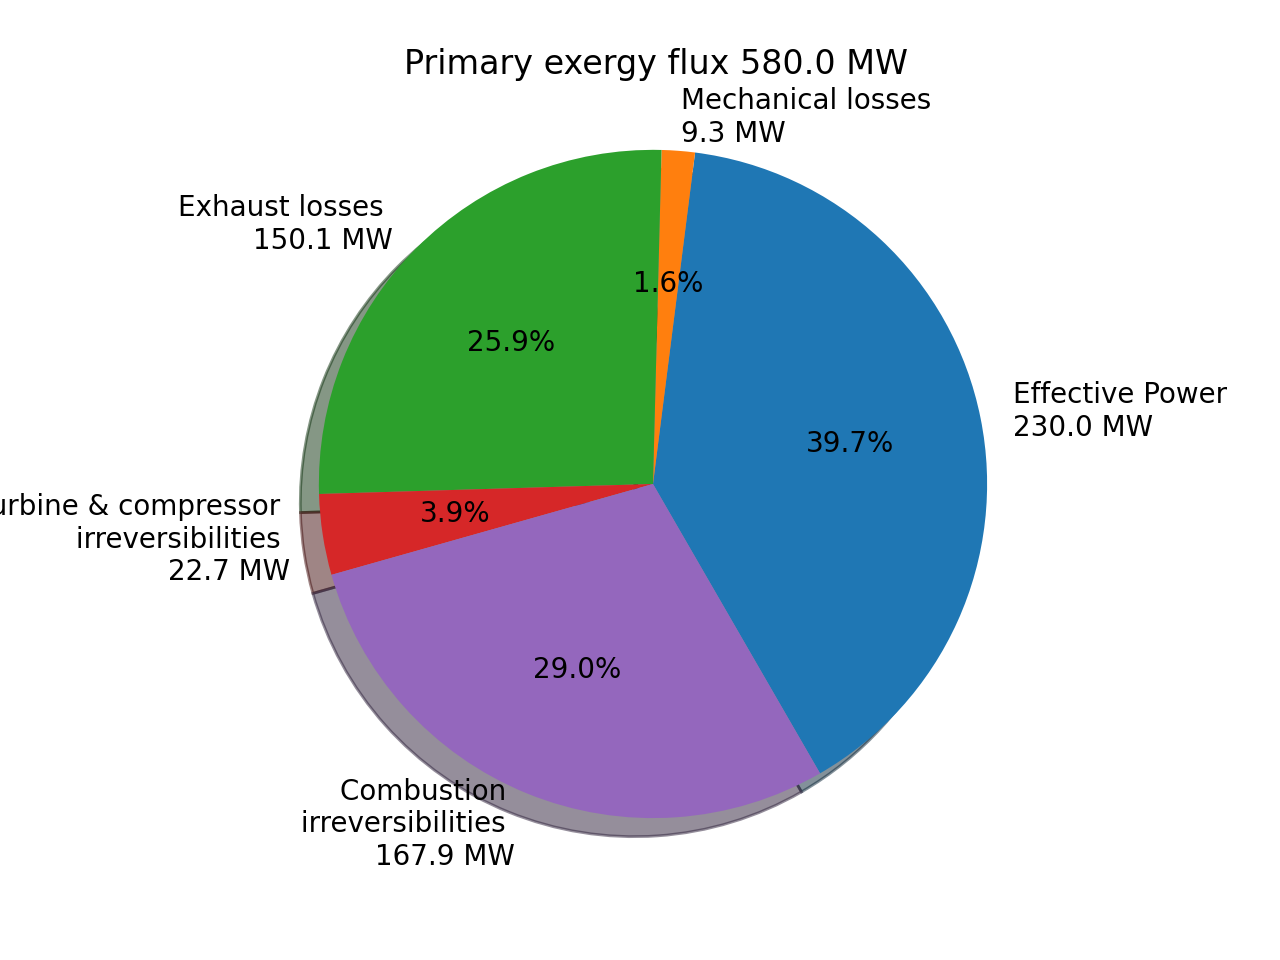 Primary exergy flux 580.0 MW
Mechanical losses
9.3 MW
Exhaust losses
150.1 MW
1.6%
25.9%
Effective Power
230.0 MW
39.7%
& compressor
irreversibilities
22.7 MW
3.9%
29.0%
Combustion
irreversibilities
167.9 MW